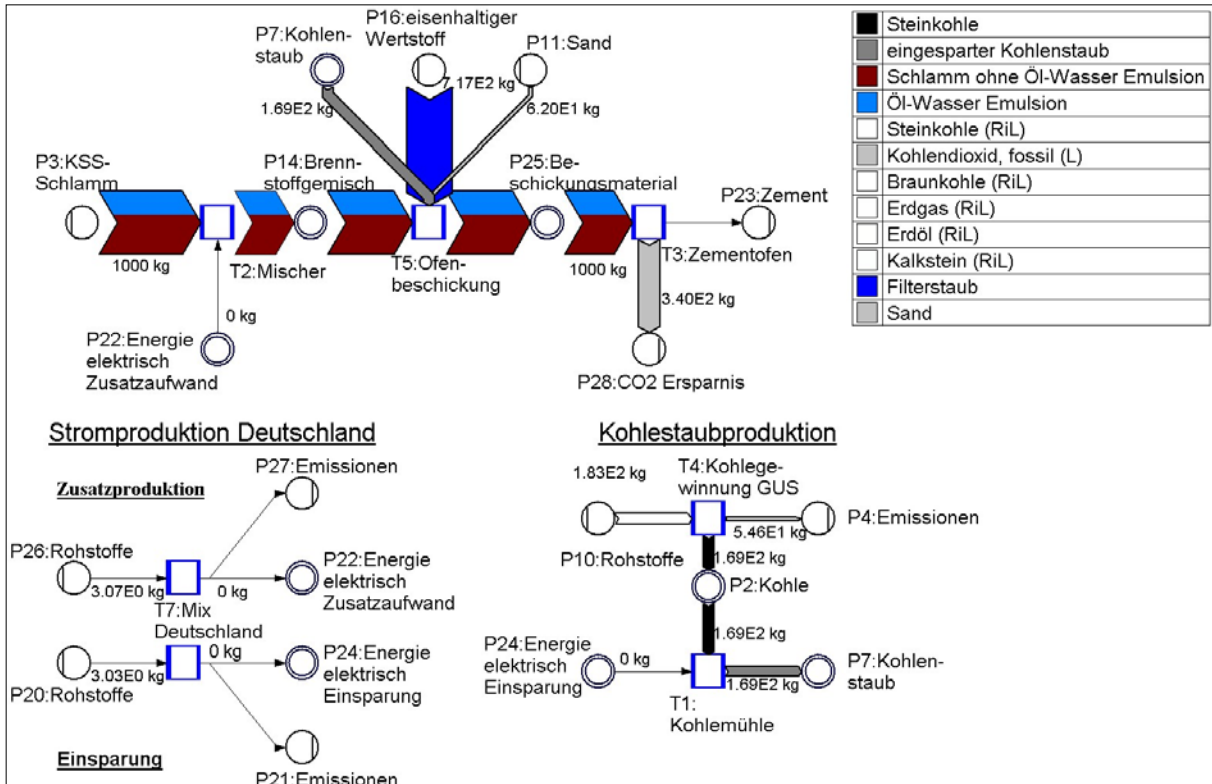 P7:Kohlen-
staub
P16:eisenhaltiger
Wertstoff
P11:Sand
7.17E2 kg
1.69E2 kg
6.20E1 kg
P3:KSS-
Schlamm
P14:Brenn-
stoffgemisch
P25:Be-
schickungsmaterial
P23:Zement
1000 kg
T2:Mischer
T5:Ofen-
beschickung
1000 kg
T3:Zementofen
0 kg
3.40E2 kg
P22:Energie
elektrisch
Zusatzaufwand
P28:CO2 Ersparnis
Steinkohle
eingesparter Kohlenstaub
Schlamm ohne Öl-Wasser Emulsion
Öl-Wasser Emulsion
Steinkohle (RiL)
Kohlendioxid, fossil (L)
Braunkohle (RiL)
Erdgas (RiL)
Erdöl (RiL)
Kalkstein (RiL)
Filterstaub
Sand
Stromproduktion Deutschland
Zusatzproduktion
P27:Emissionen
P26:Rohstoffe
3.07E0 kg
0 kg
T7:Mix
Deutschland
P22:Energie
elektrisch
Zusatzaufwand
P20:Rohstoffe
3.03E0 kg
0 kg
P24:Energie
elektrisch
Einsparung
Einsparung
P21:Emissionen
Kohlestaubproduktion
1.83E2 kg
T4:Kohlege-
winnung GUS
P10:Rohstoffe
5.46E1 kg
P4:Emissionen
1.69E2 kg
P2:Kohle
1.69E2 kg
P24:Energie
elektrisch
Einsparung
0 kg
1.69E2 kg
P7:Kohlen-
staub
T1:
Kohlemühle